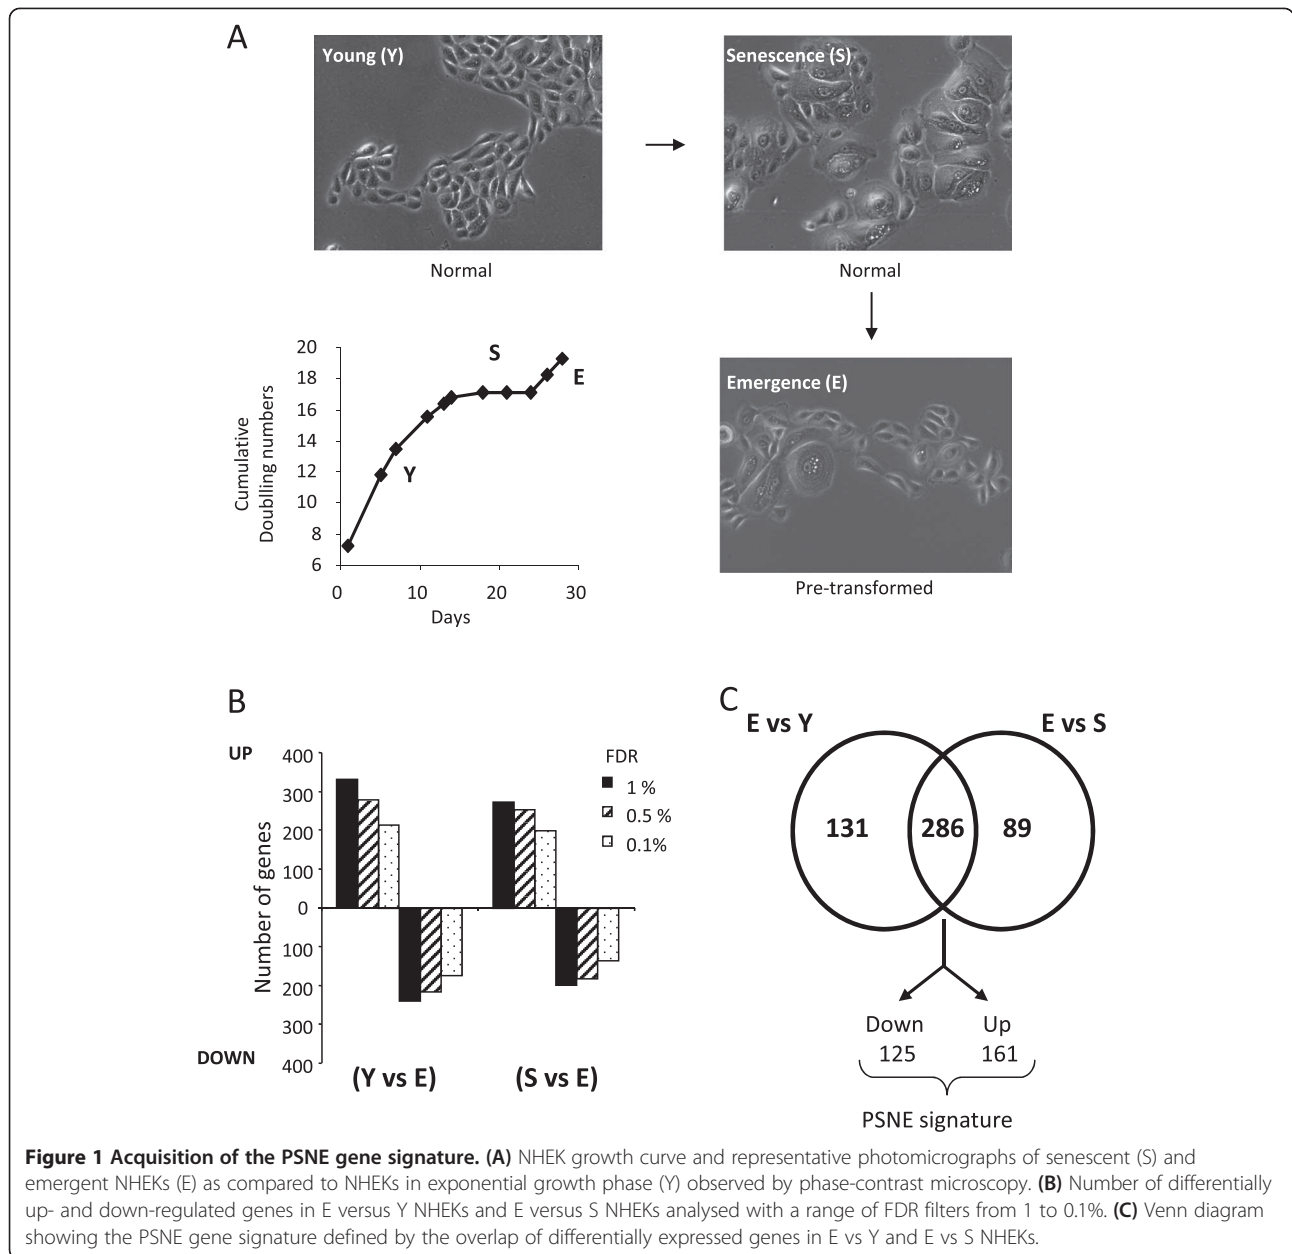 A
Young (Y)
Senescence (S)
Normal
Normal
Emergence (E)
Pre-transformed
Cumulative
Doublling numbers
20
18
16
14
12
10
8
6
S
E
Y
0 10 20 30
Days
B
UP
DOWN
Number of genes
400
300
200
100
0
100
200
300
400
FDR
1 %
0.5 %
0.1%
(Y vs E) (S vs E)
C
E vs Y E vs S
131 286 89
Down Up
125 161
PSNE signature
Figure 1 Acquisition of the PSNE gene signature. (A) NHEK growth curve and representative photomicrographs of senescent (S) and
emergent NHEKs (E) as compared to NHEKs in exponential growth phase (Y) observed by phase-contrast microscopy. (B) Number of differentially
up- and down-regulated genes in E versus Y NHEKs and E versus S NHEKs analysed with a range of FDR filters from 1 to 0.1%. (C) Venn diagram
showing the PSNE gene signature defined by the overlap of differentially expressed genes in E vs Y and E vs S NHEKs.